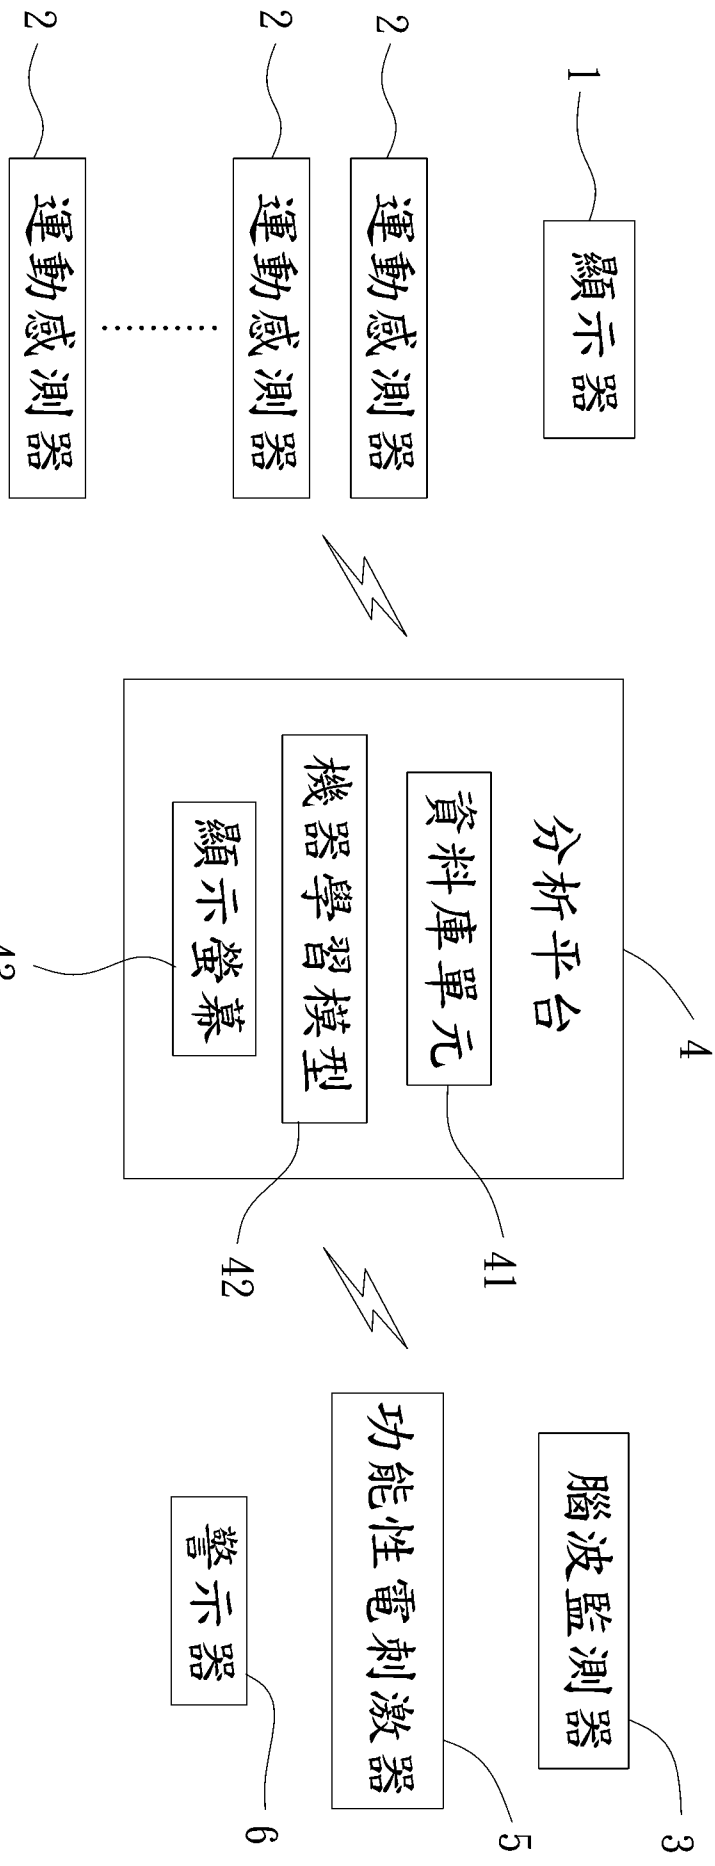 1
顯示器
2
運動感測器
2
運動感測器
2
運動感測器
4
分析平台
資料庫單元
41
機器學習模型
42
顯示螢幕
3
腦波監測器
5
功能性電刺激器
6
警示器